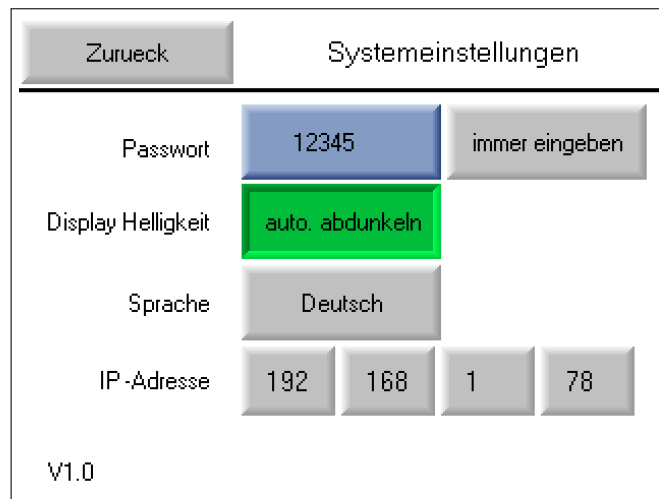 Zurueck Systemeinstellungen
Passwort 12345 immer eingeben
Display Helligkeit auto. abdunkeln
Sprache Deutsch
IP-Adresse 192 168 1 78
V1.0